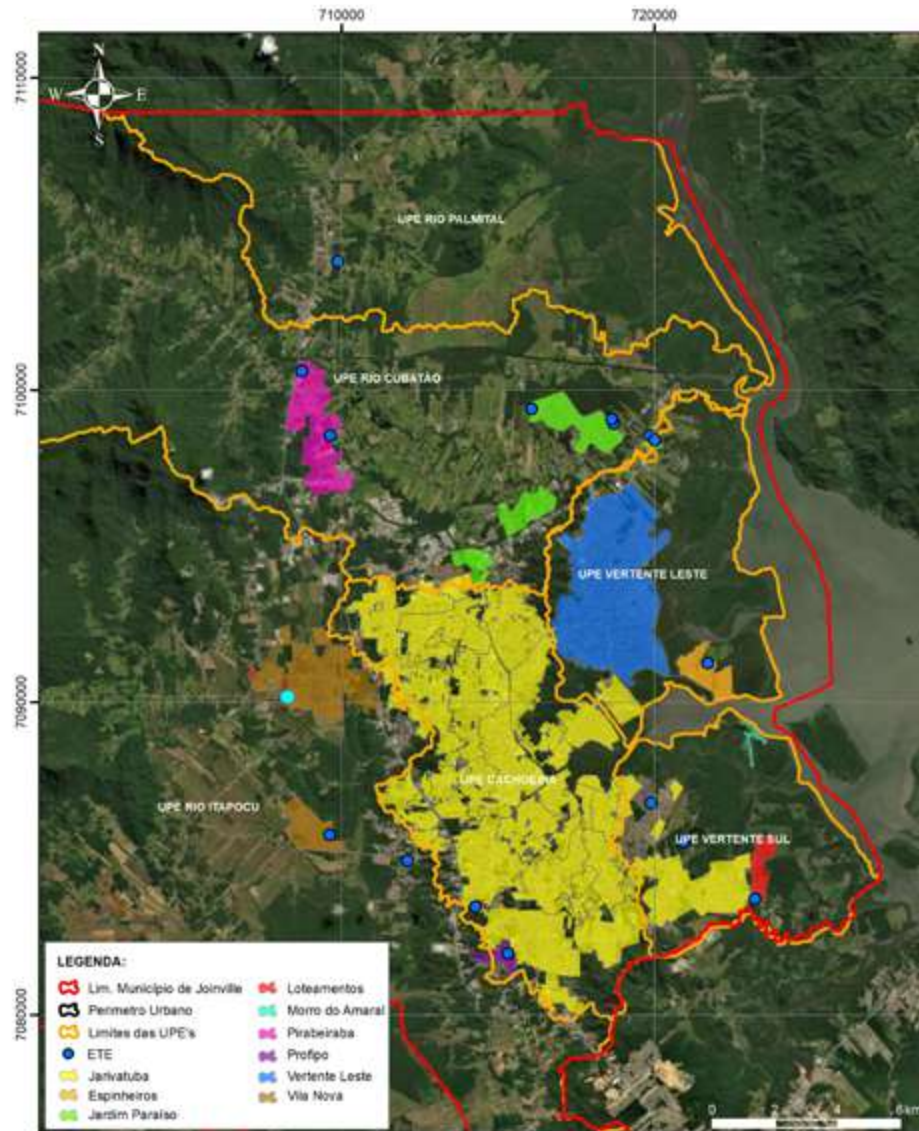 710000 720000
7110000
N
W E
S
UPE RIO PALMITAL
7100000
UPE RIO CUBATÃO
UPE VERTENTE LESTE
7090000
UPE CACHOEIRA
UPE RIO ITAPOCU
UPE VERTENTE SUL
7080000
LEGENDA:
Lim. Município de Joinville
Perímetro Urbano
Limites das UPE's
ETE
Jarivatuba
Espinheiros
Jardim Paraíso
Loteamentos
Morro do Amaral
Pirabeiraba
Profipo
Vertente Leste
Vila Nova
0 2 4 6 km